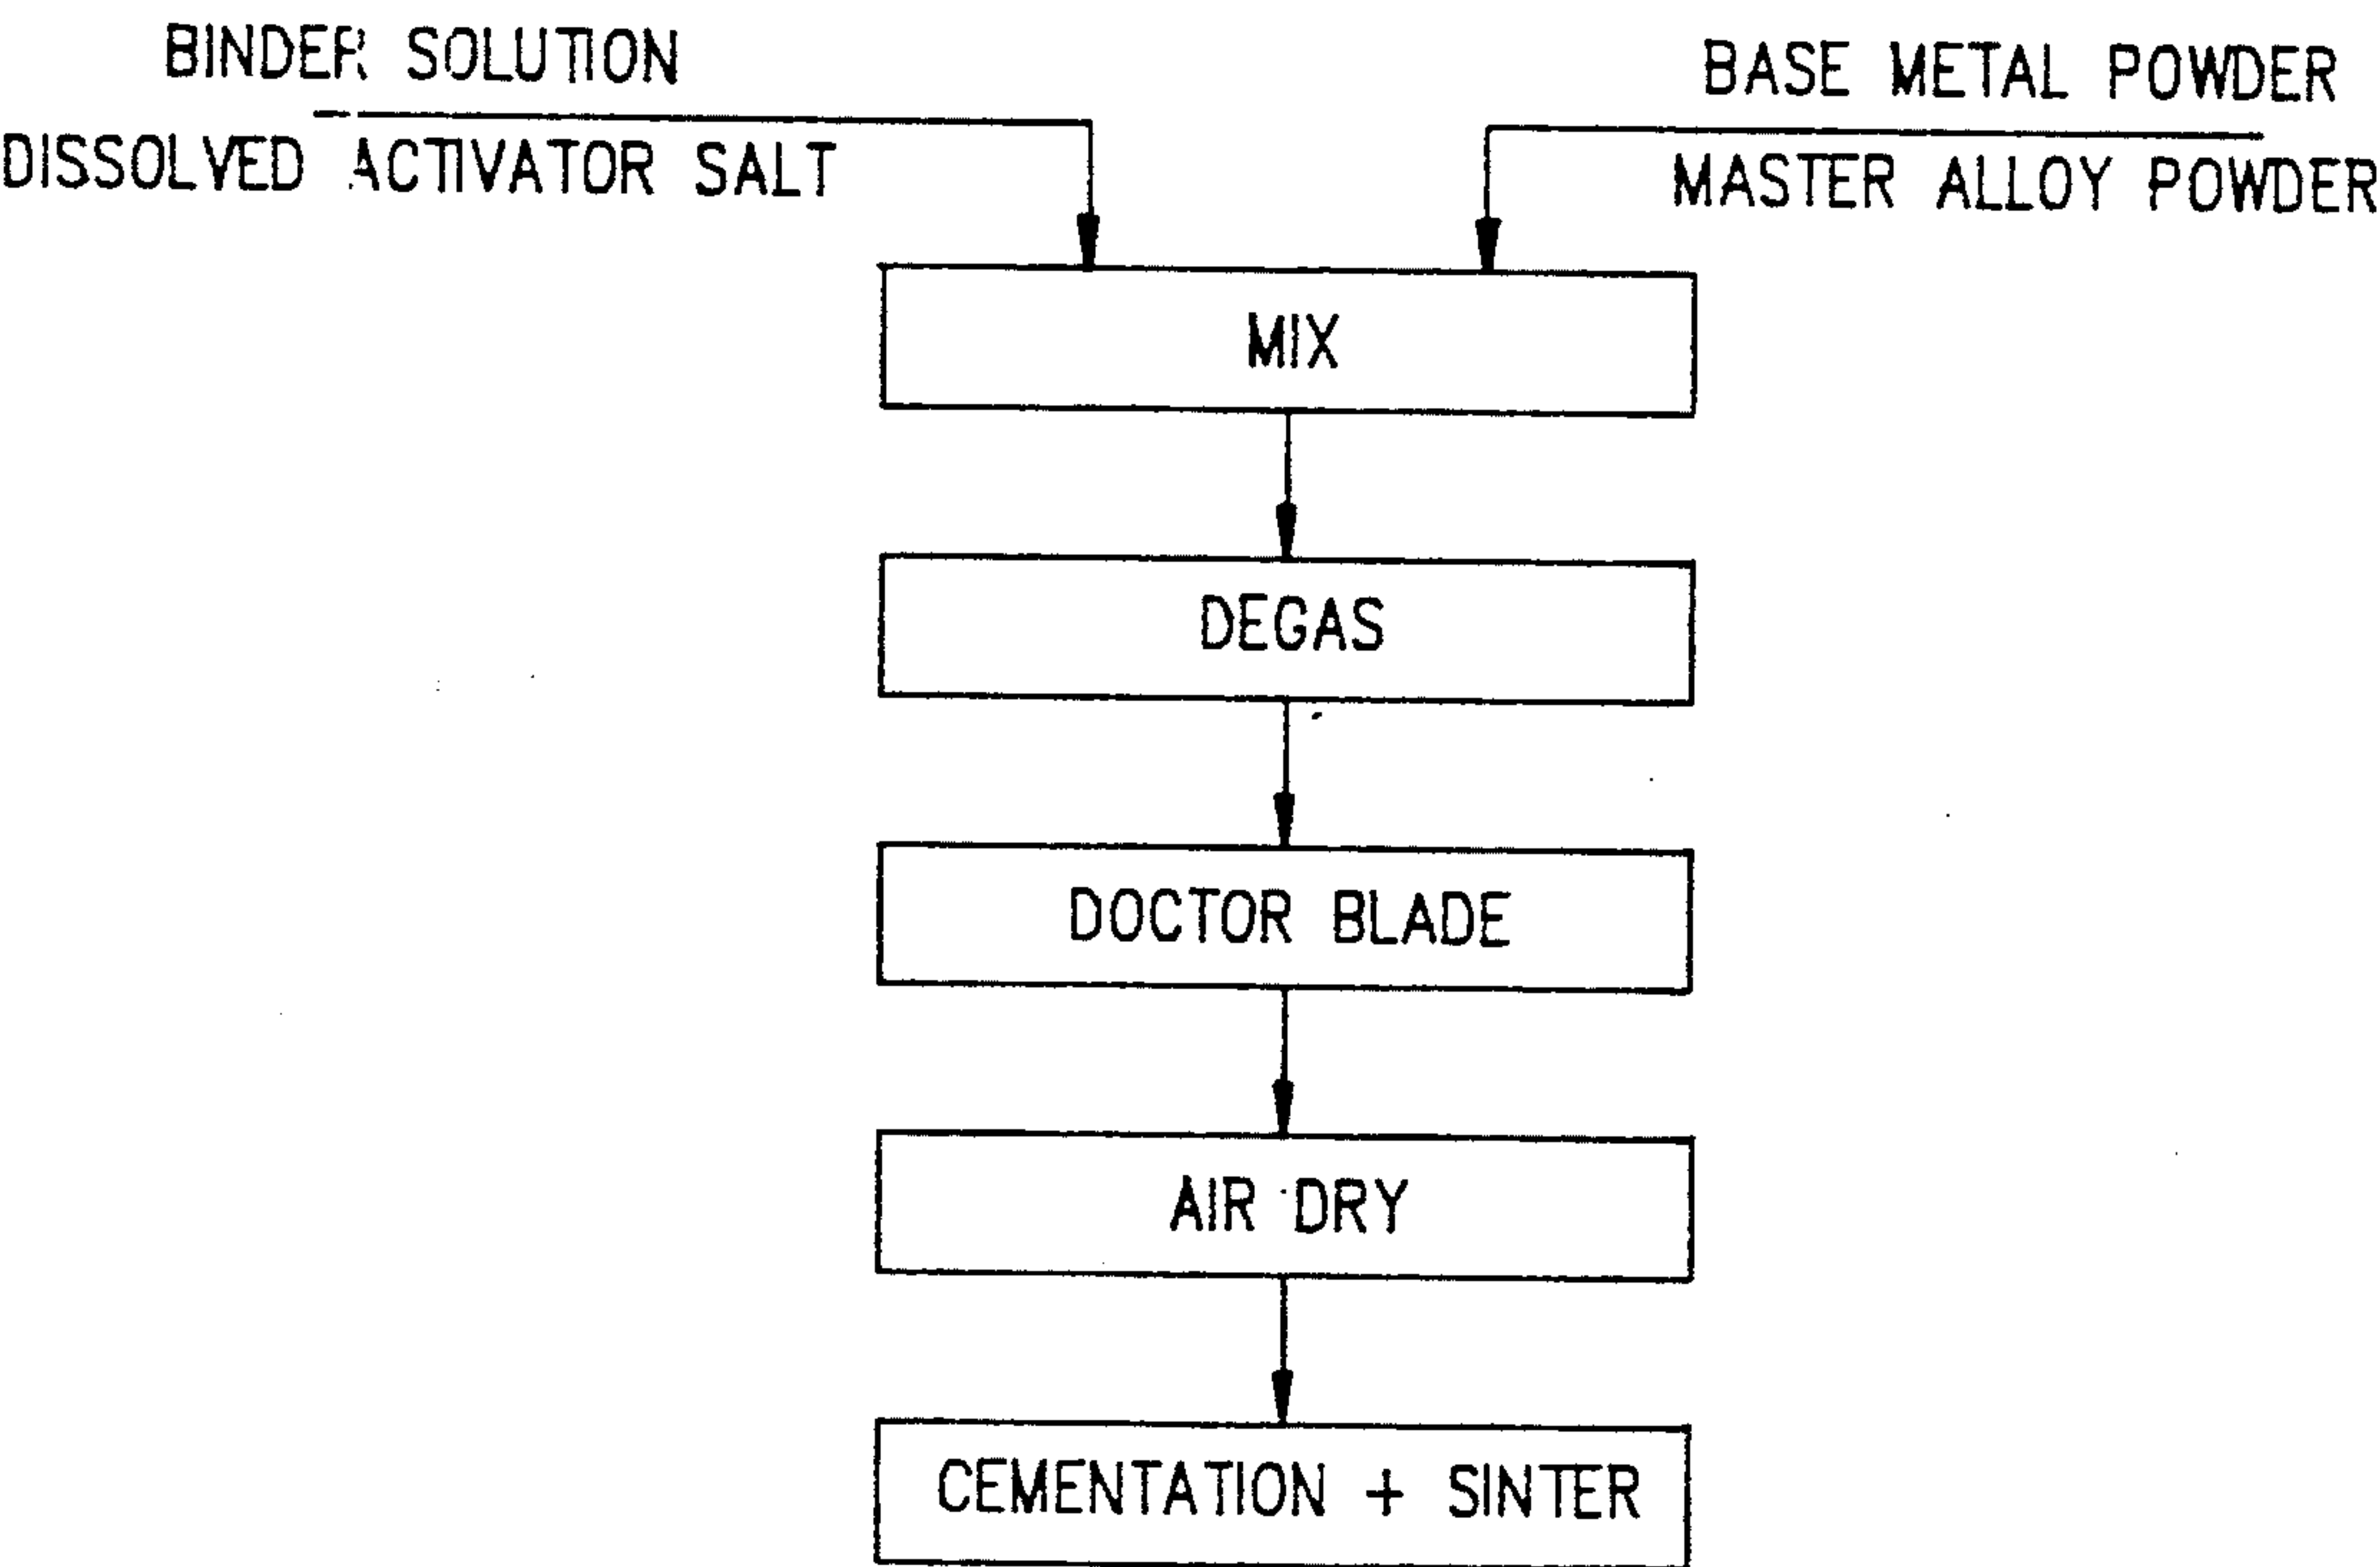 BINDER SOLUTION
DISSOLVED ACTIVATOR SALT
BASE METAL POWDER
MASTER ALLOY POWDER
MIX
DEGAS
DOCTOR BLADE
AIR DRY
CEMENTATION + SINTER